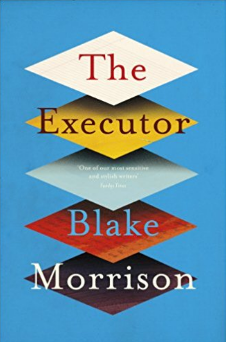 The
Executor
'One of our most sensitive
and stylish writers'
Blake
Morrison